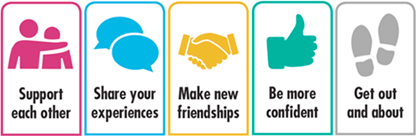 Support
each other
Share your
experiences
Make new
friendships
Be more
confident
Get out
and about